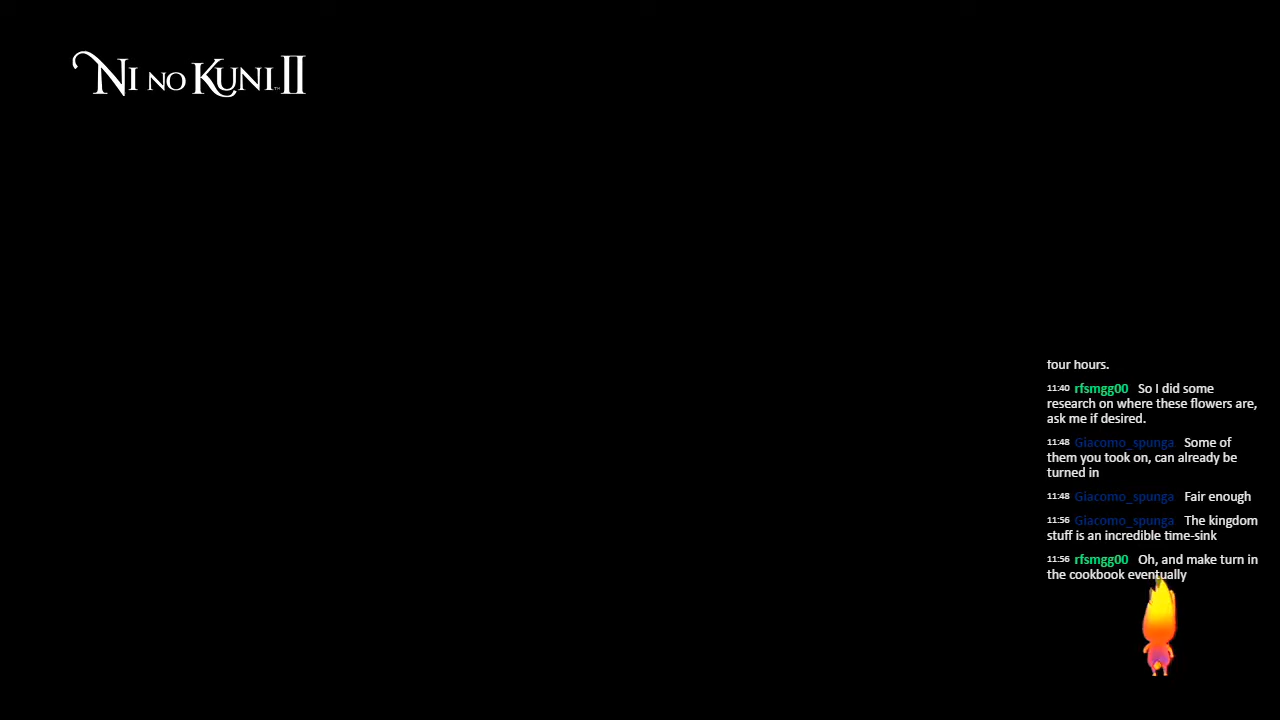 NI NO KUNI II
four hours.
11:40 rfsmgg00 So I did some
research on where these flowers are,
ask me if desired.
11:48 Giacomo_spunga Some of
them you took on, can already be
turned in
11:48 Giacomo_spunga Fair enough
11:56 Giacomo_spunga The kingdom
stuff is an incredible time-sink
11:56 rfsmgg00 Oh, and make turn in
the cookbook eventually